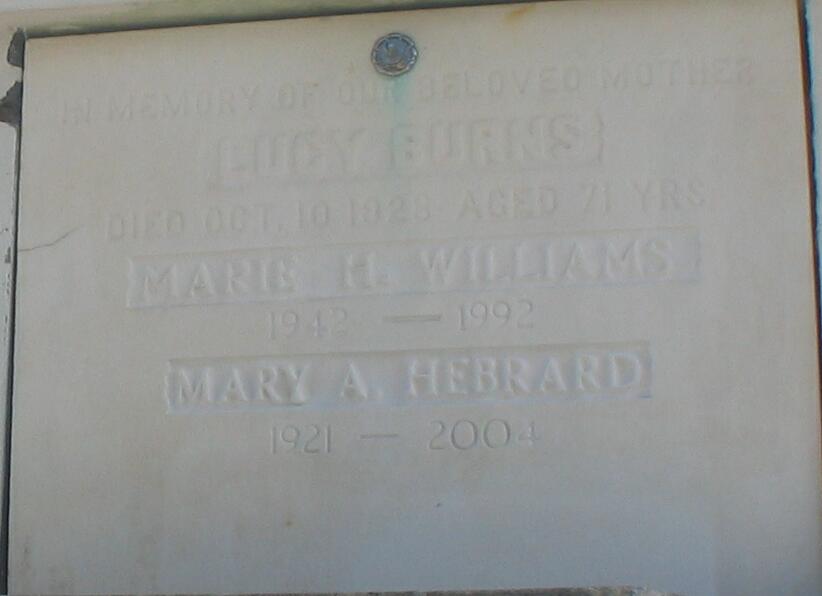 IN MEMORY OF OUR BELOVED MOTHER
LUCY BURNS
DIED OCT. 10 1928 AGED 71 YRS
MARIE H. WILLIAMS
1942 — 1992
MARY A. HEBRARD
1921 — 2004